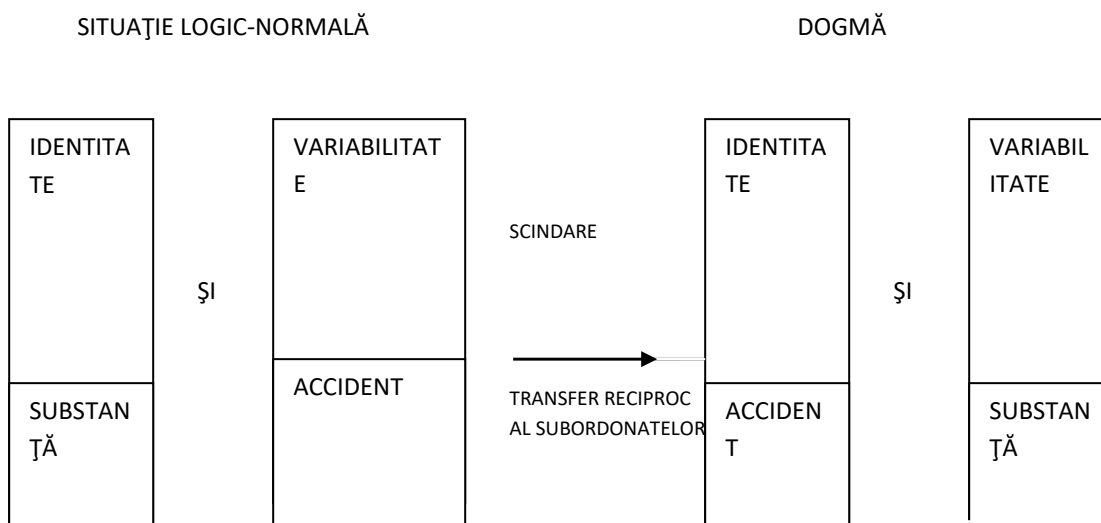 SITUAŢIE LOGIC-NORMALĂ
DOGMĂ
IDENTITA
TE
VARIABILITAT
E
IDENTITA
TE
VARIABIL
ITATE
SCINDARE
ŞI
ŞI
SUBSTAN
ŢĂ
ACCIDENT
TRANSFER RECIPROC
AL SUBORDONATELOR
ACCIDEN
T
SUBSTAN
ŢĂ